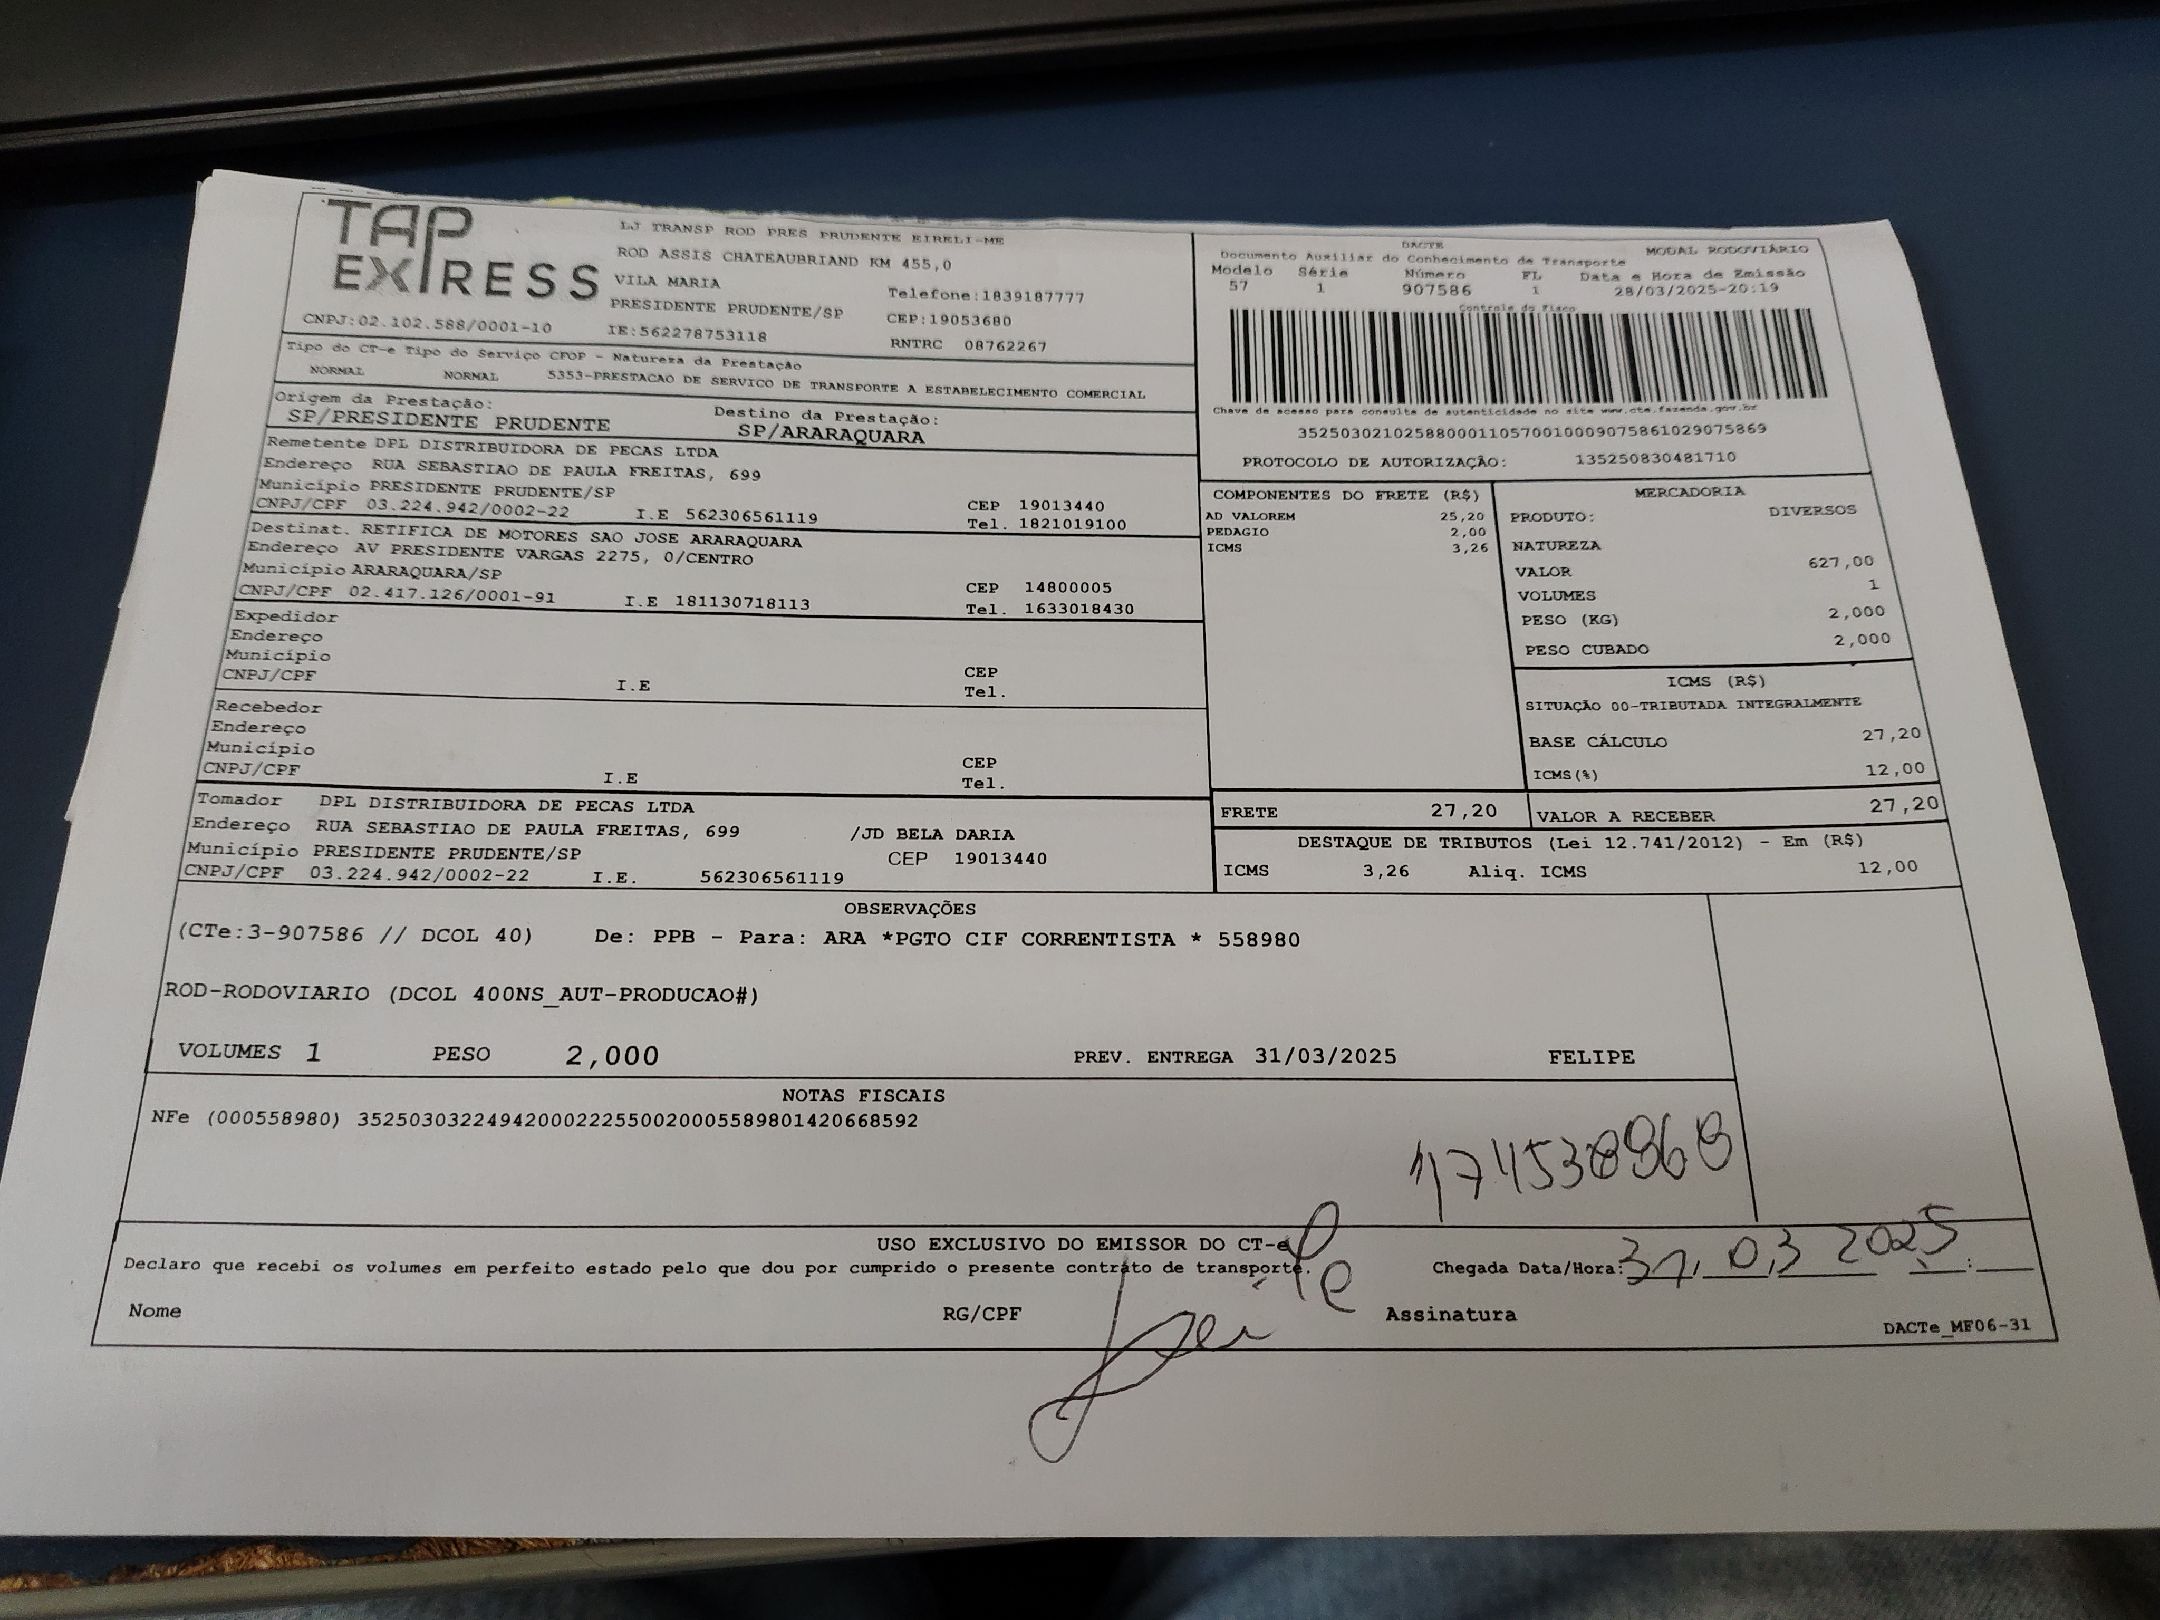 TAP EXPRESS
LJ TRANSP ROD PRES PRUDENTE EIRELI-ME
ROD ASSIS CHATEAUBRIAND KM 455,0
VILA MARIA
Telefone:1839187777
PRESIDENTE PRUDENTE/SP
CEP:19053680
CNPJ:02.102.588/0001-10
IE:562278753118
RNTRC 08762267
DACTE
MODAL RODOVIÁRIO
Documento Auxiliar do Conhecimento de Transporte
Modelo Série Número FL Data e Hora de Emissão
57 1 907586 1 28/03/2025-20:19
Controle do Fisco
Chave de acesso para consulta de autenticidade no site www.cte.fazenda.gov.br
35250302102588000110570010009075861029075869
PROTOCOLO DE AUTORIZAÇÃO: 135250830481710
Tipo do CT-e Tipo do Serviço CFOP - Natureza da Prestação
NORMAL NORMAL 5353-PRESTACAO DE SERVICO DE TRANSPORTE A ESTABELECIMENTO COMERCIAL
Origem da Prestação: Destino da Prestação:
SP/PRESIDENTE PRUDENTE SP/ARARAQUARA
Remetente DPL DISTRIBUIDORA DE PECAS LTDA
Endereço RUA SEBASTIAO DE PAULA FREITAS, 699
Município PRESIDENTE PRUDENTE/SP CEP 19013440
CNPJ/CPF 03.224.942/0002-22 I.E 562306561119 Tel. 1821019100
Destinat. RETIFICA DE MOTORES SAO JOSE ARARAQUARA
Endereço AV PRESIDENTE VARGAS 2275, 0/CENTRO
Município ARARAQUARA/SP CEP 14800005
CNPJ/CPF 02.417.126/0001-91 I.E 181130718113 Tel. 1633018430
Expedidor
Endereço
Município CEP
CNPJ/CPF I.E Tel.
Recebedor
Endereço
Município CEP
CNPJ/CPF I.E Tel.
Tomador DPL DISTRIBUIDORA DE PECAS LTDA
Endereço RUA SEBASTIAO DE PAULA FREITAS, 699 /JD BELA DARIA
Município PRESIDENTE PRUDENTE/SP CEP 19013440
CNPJ/CPF 03.224.942/0002-22 I.E. 562306561119
COMPONENTES DO FRETE (R$)
AD VALOREM 25,20
PEDAGIO 2,00
ICMS 3,26
MERCADORIA
PRODUTO: DIVERSOS
NATUREZA
VALOR 627,00
VOLUMES 1
PESO (KG) 2,000
PESO CUBADO 2,000
ICMS (R$)
SITUAÇÃO 00-TRIBUTADA INTEGRALMENTE
BASE CÁLCULO 27,20
ICMS(%) 12,00
FRETE 27,20 VALOR A RECEBER 27,20
DESTAQUE DE TRIBUTOS (Lei 12.741/2012) - Em (R$)
ICMS 3,26 Aliq. ICMS 12,00
OBSERVAÇÕES
(CTe:3-907586 // DCOL 40) De: PPB - Para: ARA *PGTO CIF CORRENTISTA * 558980
ROD-RODOVIARIO (DCOL 400NS_AUT-PRODUCAO#)
VOLUMES 1 PESO 2,000 PREV. ENTREGA 31/03/2025 FELIPE
NOTAS FISCAIS
NFe (000558980) 35250303224942000222550020005589801420668592
USO EXCLUSIVO DO EMISSOR DO CT-e
Declaro que recebi os volumes em perfeito estado pelo que dou por cumprido o presente contrato de transporte. Chegada Data/Hora: 31, 03 2025
Nome RG/CPF Assinatura
DACTe_MF06-31